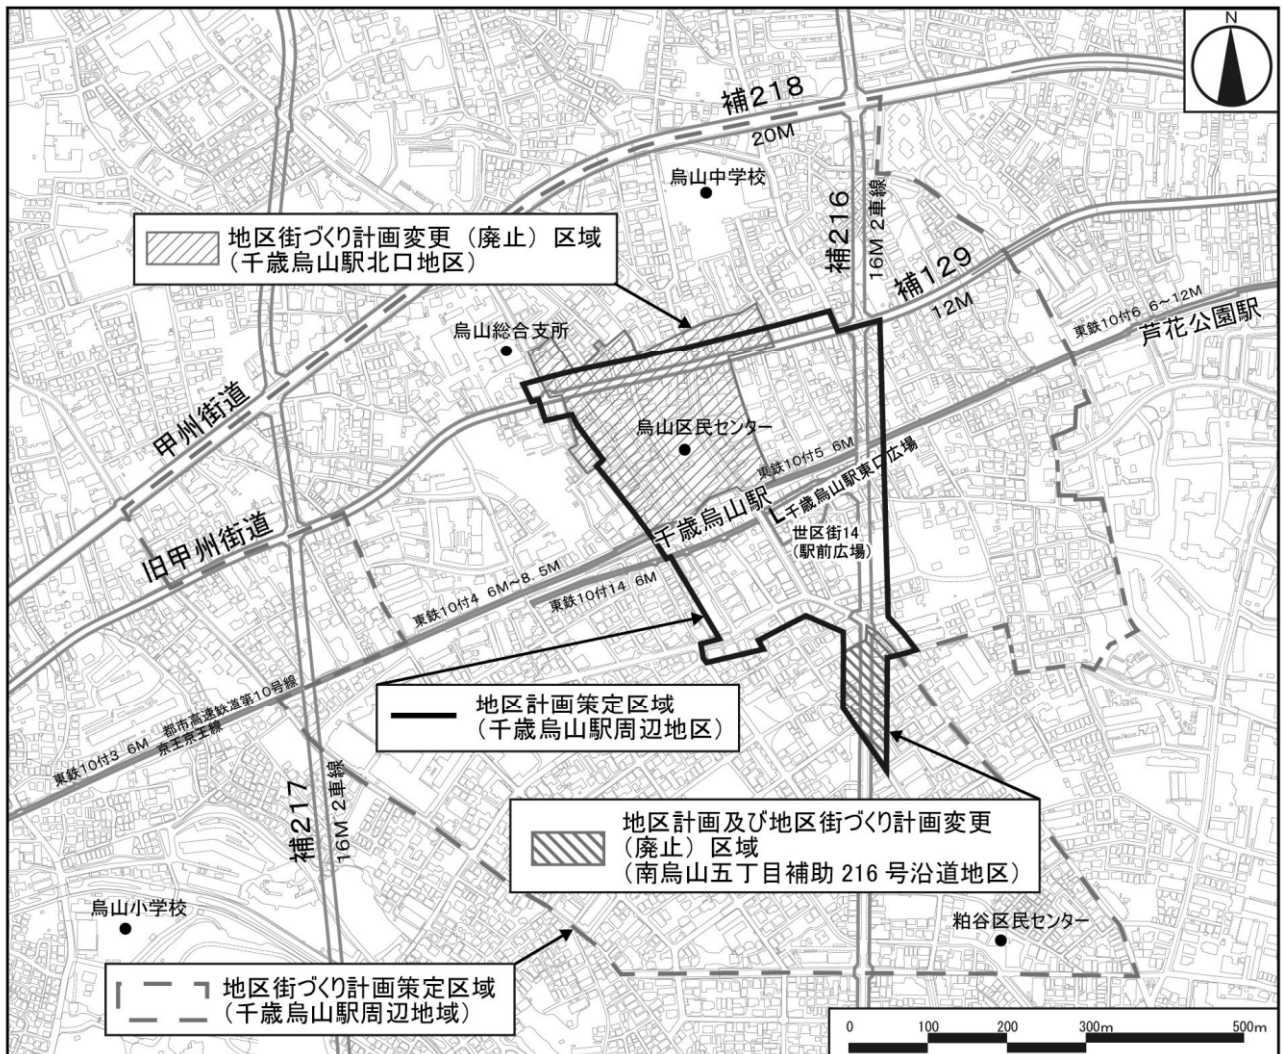 N
補218
20M
烏山中学校
補216
16M 2車線
補129
12M
地区街づくり計画変更（廃止）区域
（千歳烏山駅北口地区）
東鉄10付6 6～12M
芦花公園駅
烏山総合支所
甲州街道
烏山区民センター
東鉄10付5 6M
千歳烏山駅
千歳烏山駅東口広場
世区街14
（駅前広場）
旧甲州街道
東鉄10付4 6M～8.5M
東鉄10付14 6M
地区計画策定区域
（千歳烏山駅周辺地区）
都市高速鉄道第10号線
京王京王線
東鉄10付3 6M
補217
16M 2車線
地区計画及び地区街づくり計画変更
（廃止）区域
（南烏山五丁目補助216号沿道地区）
烏山小学校
粕谷区民センター
地区街づくり計画策定区域
（千歳烏山駅周辺地域）
0 100 200 300m 500m